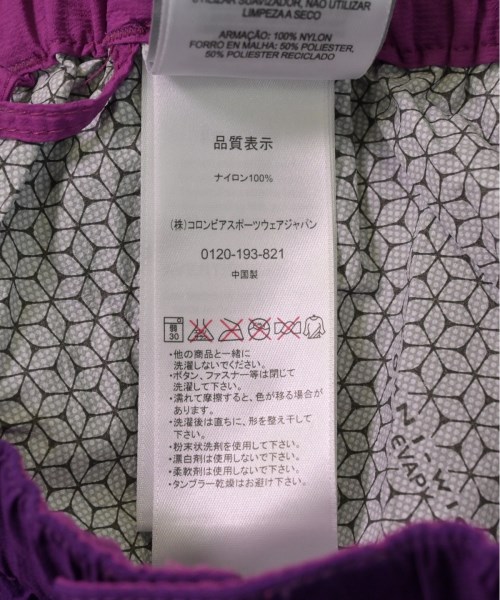 UTILIZAR SUAVIZADOR, NÃO UTILIZAR
LIMPEZA A SECO
ARMAÇÃO: 100% NYLON
FORRO EN MALHA: 50% POLIESTER,
50% POLIESTER RECICLADO
品質表示
ナイロン100%
(株)コロンビアスポーツウェアジャパン
0120-193-821
中国製
弱
30
・他の商品と一緒に
洗濯しないでください。
・ボタン、ファスナー等は閉じて
洗濯して下さい。
・濡れて摩擦すると、色が移る場合が
あります。
・洗濯後は直ちに、形を整え干して
下さい。
・粉末状洗剤を使用して下さい。
・漂白剤は使用しないで下さい。
・柔軟剤は使用しないで下さい。
・タンブラー乾燥はお避け下さい。